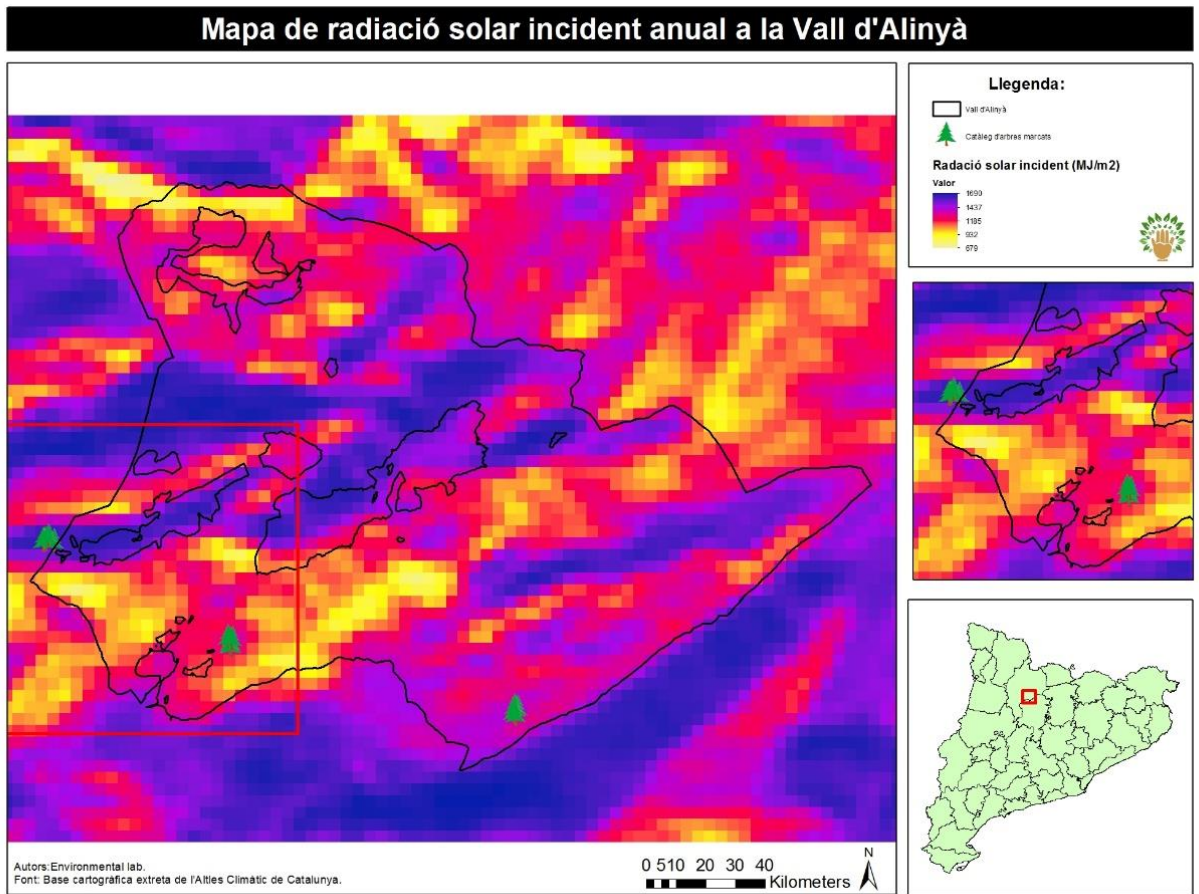 Mapa de radiació solar incident anual a la Vall d'Alinyà
Llegenda:
Vall d'Alinyà
Catàleg d'arbres marcats
Radació solar incident (MJ/m2)
Valor
1690
1437
1185
932
679
Autors:Environmental lab.
Font: Base cartogràfica extreta de l'Altles Climàtic de Catalunya.
0 510 20 30 40
Kilometers
N